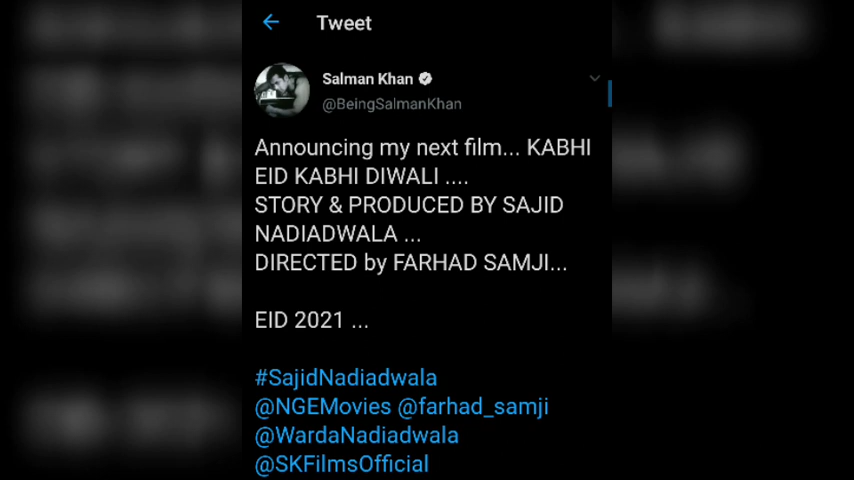 Tweet
Salman Khan
@BeingSalmanKhan
Announcing my next film... KABHI
EID KABHI DIWALI ....
STORY & PRODUCED BY SAJID
NADIADWALA ...
DIRECTED by FARHAD SAMJI...
EID 2021 ...
#SajidNadiadwala
@NGEMovies @farhad_samji
@WardaNadiadwala
@SKFilmsOfficial